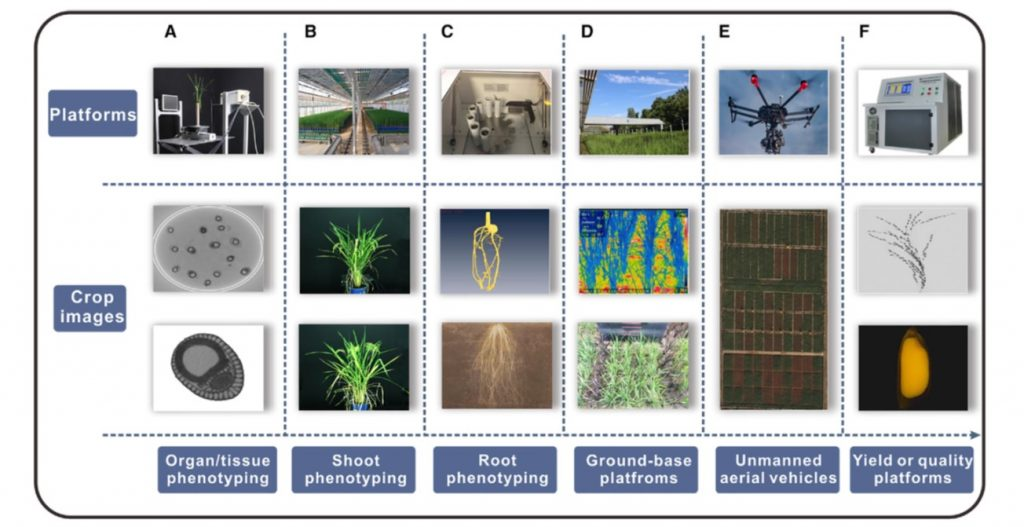 A B C D E F
Platforms
Crop
images
Organ/tissue
phenotyping
Shoot
phenotyping
Root
phenotyping
Ground-base
platfroms
Unmanned
aerial vehicles
Yield or quality
platforms